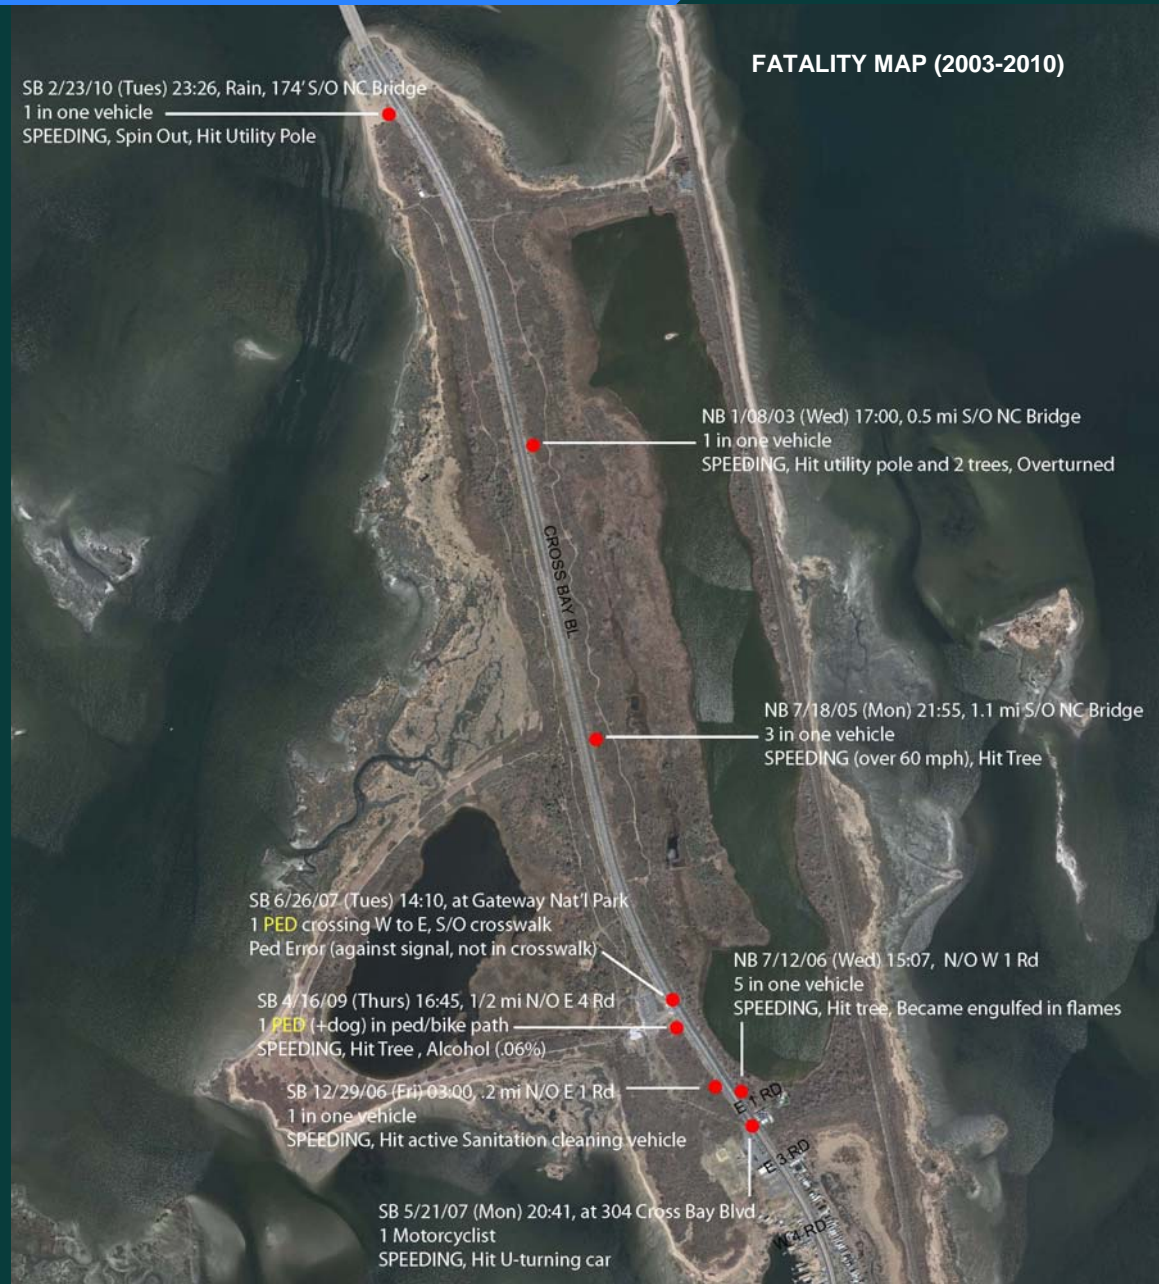 FATALITY MAP (2003-2010)
SB 2/23/10 (Tues) 23:26, Rain, 174' S/O NC Bridge
1 in one vehicle
SPEEDING, Spin Out, Hit Utility Pole
NB 1/08/03 (Wed) 17:00, 0.5 mi S/O NC Bridge
1 in one vehicle
SPEEDING, Hit utility pole and 2 trees, Overturned
CROSS BAY BL
NB 7/18/05 (Mon) 21:55, 1.1 mi S/O NC Bridge
3 in one vehicle
SPEEDING (over 60 mph), Hit Tree
SB 6/26/07 (Tues) 14:10, at Gateway Nat'l Park
1 PED crossing W to E, S/O crosswalk
Ped Error (against signal, not in crosswalk)
NB 7/12/06 (Wed) 15:07, N/O W 1 Rd
5 in one vehicle
SPEEDING, Hit tree, Became engulfed in flames
SB 4/16/09 (Thurs) 16:45, 1/2 mi N/O E 4 Rd
1 PED (+dog) in ped/bike path
SPEEDING, Hit Tree , Alcohol (.06%)
SB 12/29/06 (Fri) 03:00, .2 mi N/O E 1 Rd
1 in one vehicle
SPEEDING, Hit active Sanitation cleaning vehicle
E 1 RD
E 3 RD
W 4 RD
SB 5/21/07 (Mon) 20:41, at 304 Cross Bay Blvd
1 Motorcyclist
SPEEDING, Hit U-turning car